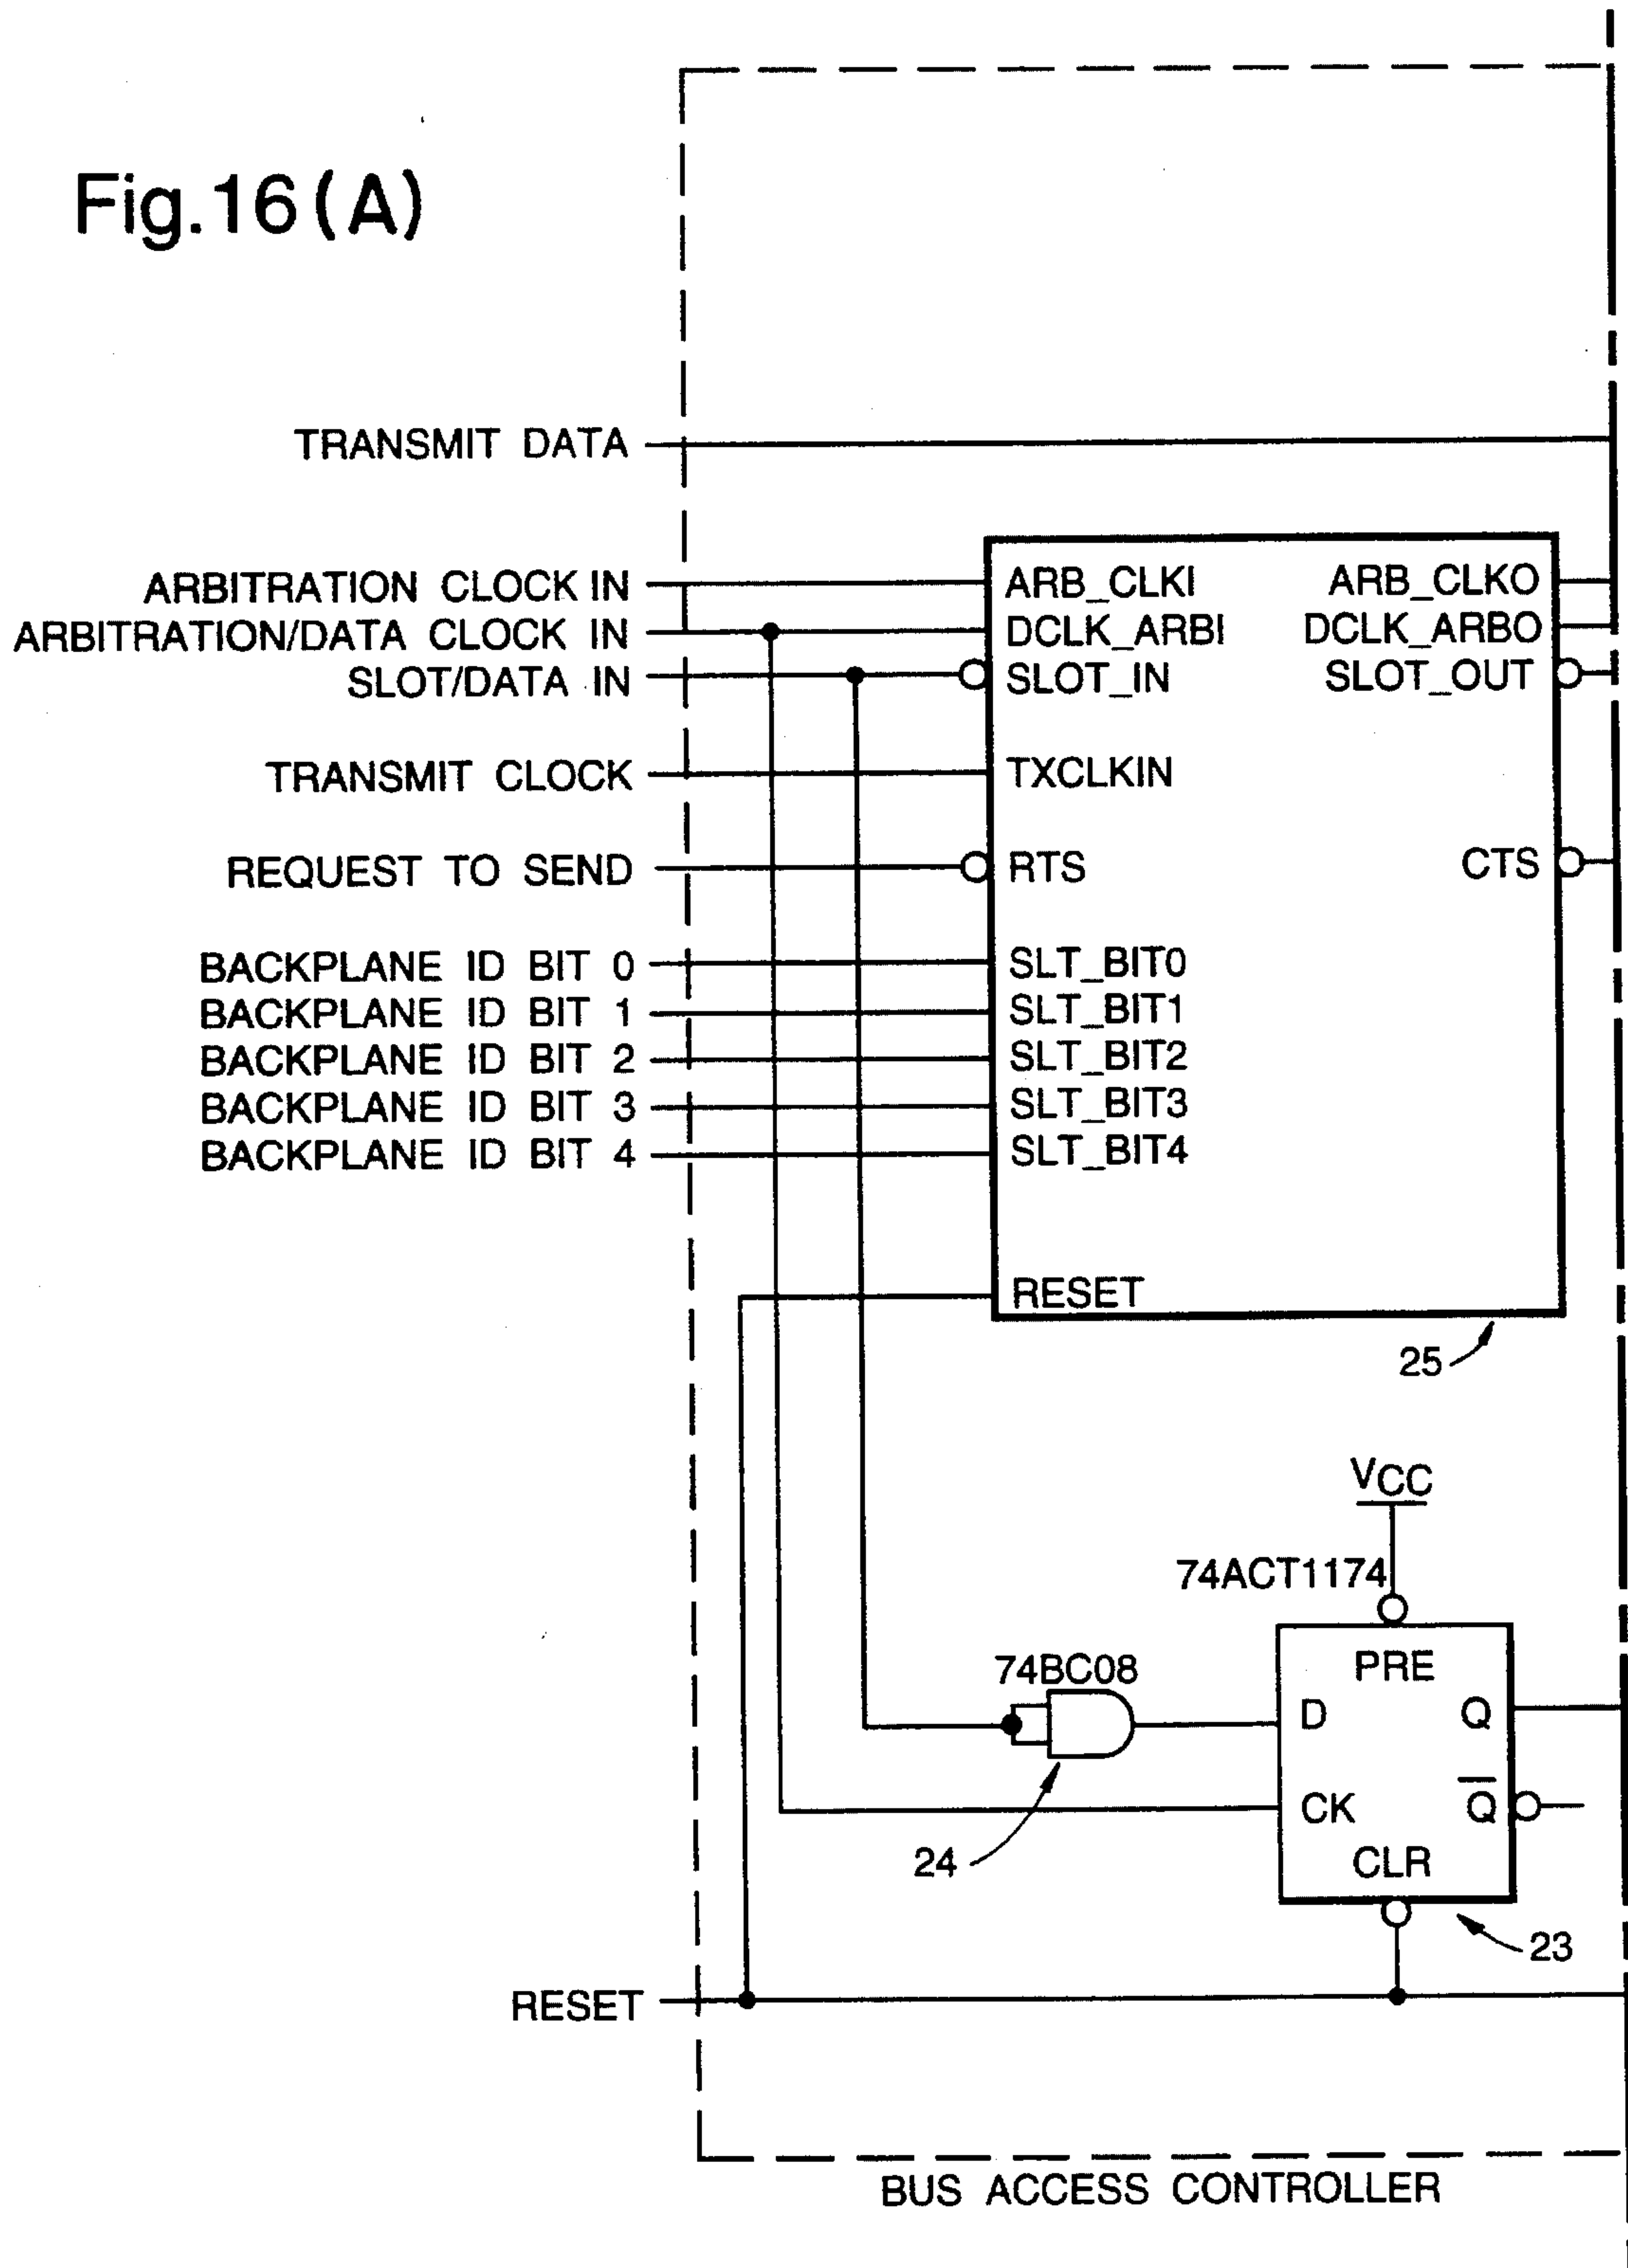 Fig.16(A)
TRANSMIT DATA
ARBITRATION CLOCK IN
ARBITRATION/DATA CLOCK IN
SLOT/DATA IN
TRANSMIT CLOCK
REQUEST TO SEND
BACKPLANE ID BIT 0
BACKPLANE ID BIT 1
BACKPLANE ID BIT 2
BACKPLANE ID BIT 3
BACKPLANE ID BIT 4
ARB_CLKI
ARB_CLKO
DCLK_ARBI
DCLK_ARBO
SLOT_IN
SLOT_OUT
TXCLKIN
RTS
CTS
SLT_BIT0
SLT_BIT1
SLT_BIT2
SLT_BIT3
SLT_BIT4
RESET
25
VCC
74ACT1174
74BC08
PRE
D
Q
CK
Q̅
CLR
24
23
RESET
BUS ACCESS CONTROLLER